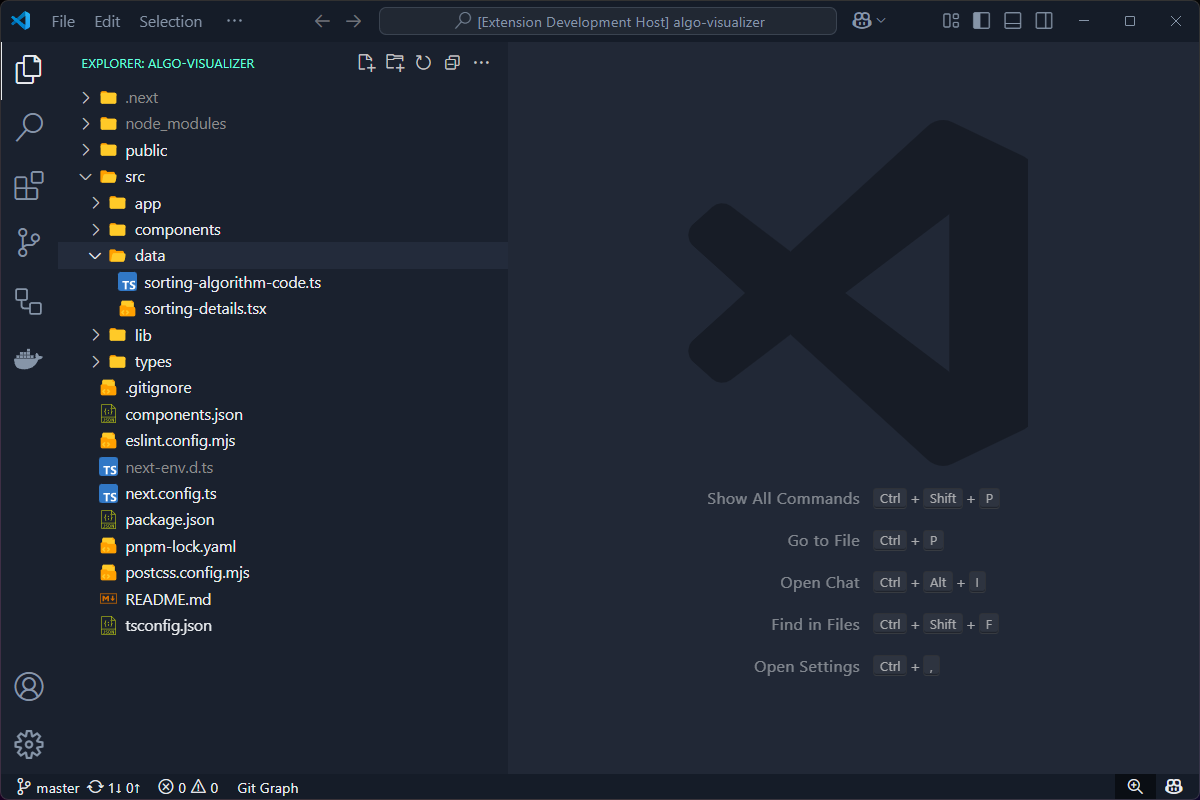 File Edit Selection ···
[Extension Development Host] algo-visualizer
EXPLORER: ALGO-VISUALIZER
.next
node_modules
public
src
app
components
data
TS sorting-algorithm-code.ts
sorting-details.tsx
lib
types
.gitignore
components.json
eslint.config.mjs
TS next-env.d.ts
TS next.config.ts
package.json
pnpm-lock.yaml
postcss.config.mjs
README.md
tsconfig.json
Show All Commands Ctrl + Shift + P
Go to File Ctrl + P
Open Chat Ctrl + Alt + I
Find in Files Ctrl + Shift + F
Open Settings Ctrl + ,
master 1↓ 0↑ 0 0 Git Graph